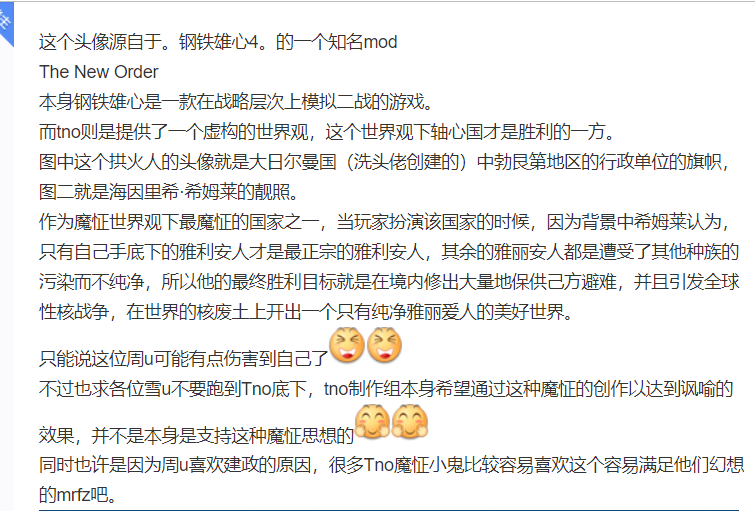 这个头像源自于。钢铁雄心4。的一个知名mod
The New Order
本身钢铁雄心是一款在战略层次上模拟二战的游戏。
而tno则是提供了一个虚构的世界观，这个世界观下轴心国才是胜利的一方。
图中这个拱火人的头像就是大日尔曼国（洗头佬创建的）中勃艮第地区的行政单位的旗帜，
图二就是海因里希·希姆莱的靓照。
作为魔怔世界观下最魔怔的国家之一，当玩家扮演该国家的时候，因为背景中希姆莱认为，
只有自己手底下的雅利安人才是最正宗的雅利安人，其余的雅丽安人都是遭受了其他种族的
污染而不纯净，所以他的最终胜利目标就是在境内修出大量地保供己方避难，并且引发全球
性核战争，在世界的核废土上开出一个只有纯净雅丽爱人的美好世界。
只能说这位周u可能有点伤害到自己了
不过也求各位雪u不要跑到Tno底下，tno制作组本身希望通过这种魔怔的创作以达到讽喻的
效果，并不是本身是支持这种魔怔思想的
同时也许是因为周u喜欢建政的原因，很多Tno魔怔小鬼比较容易喜欢这个容易满足他们幻想
的mrfz吧。